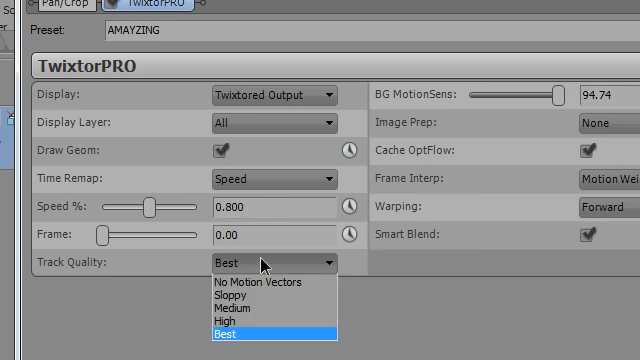 Pan/Crop TwixtorPRO
Preset: AMAYZING
TwixtorPRO
Display: Twixtored Output
Display Layer: All
Draw Geom:
Time Remap: Speed
Speed %: 0.800
Frame: 0.00
Track Quality: Best
No Motion Vectors
Sloppy
Medium
High
Best
BG MotionSens: 94.74
Image Prep: None
Cache OptFlow:
Frame Interp: Motion Wei
Warping: Forward
Smart Blend: